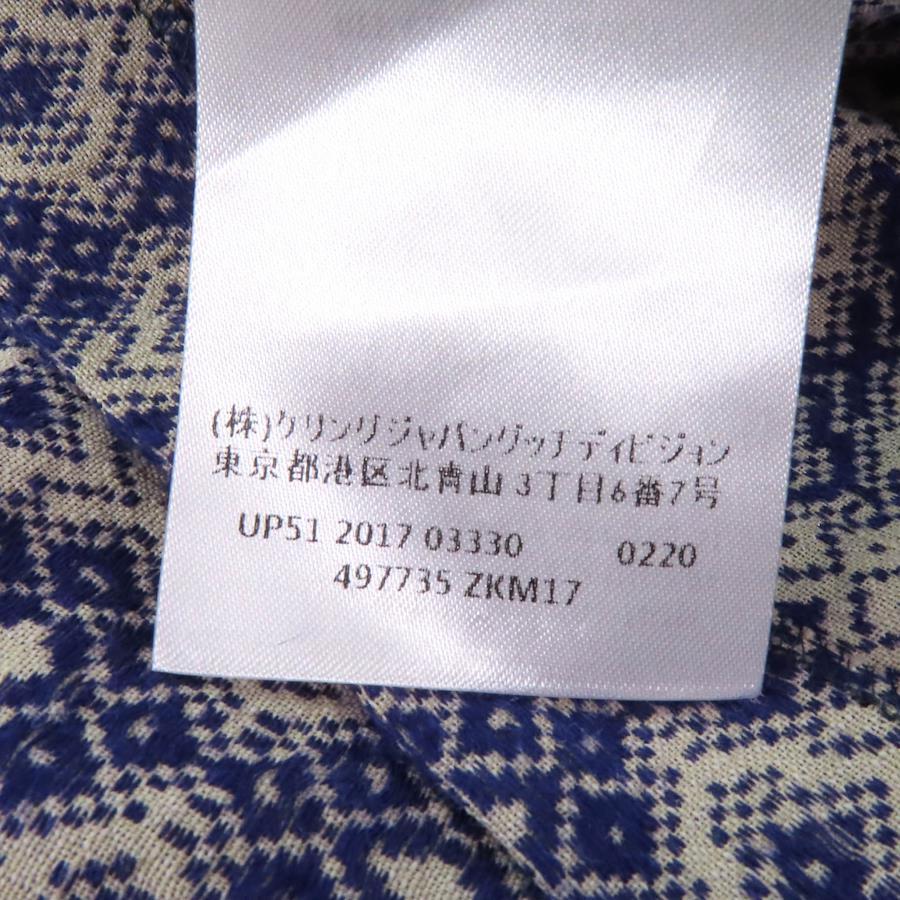 (株)ケリングジャパングッチディビジョン
東京都港区北青山3丁目6番7号
UP51 2017 03330 0220
497735 ZKM17